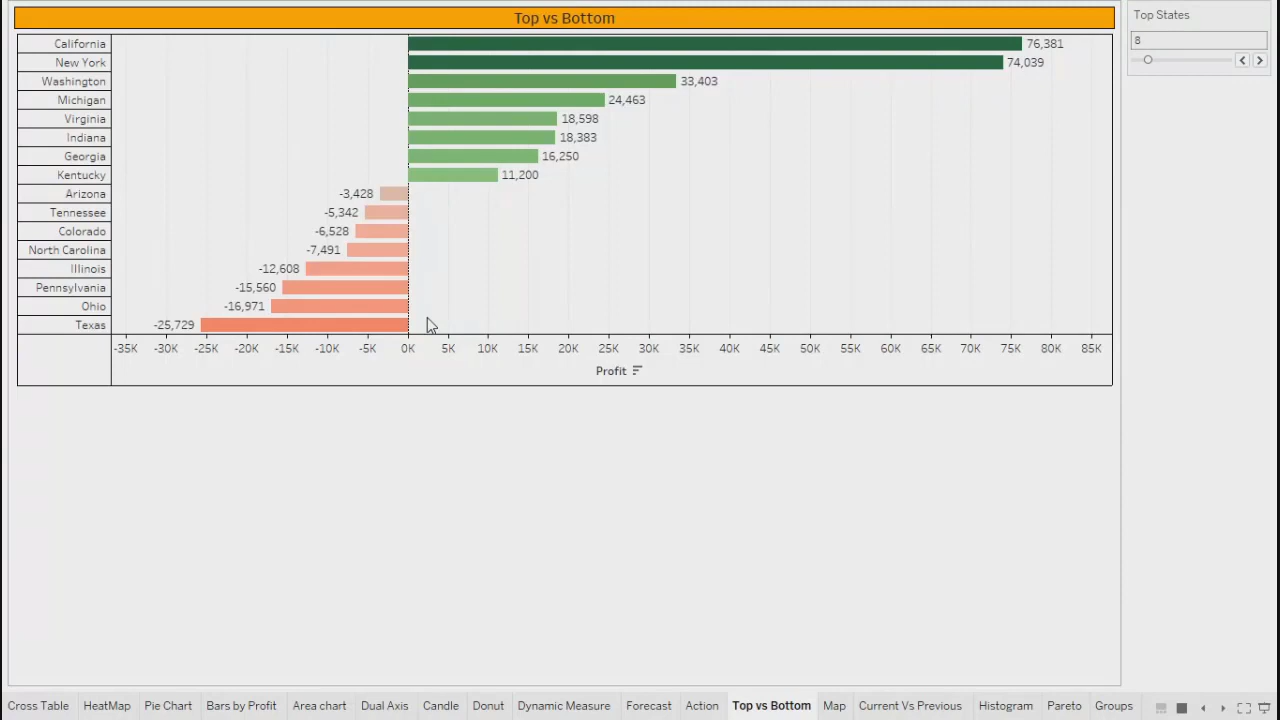 Top vs Bottom
Top States
8
California 76,381
New York 74,039
Washington 33,403
Michigan 24,463
Virginia 18,598
Indiana 18,383
Georgia 16,250
Kentucky 11,200
Arizona -3,428
Tennessee -5,342
Colorado -6,528
North Carolina -7,491
Illinois -12,608
Pennsylvania -15,560
Ohio -16,971
Texas -25,729
-35K -30K -25K -20K -15K -10K -5K 0K 5K 10K 15K 20K 25K 30K 35K 40K 45K 50K 55K 60K 65K 70K 75K 80K 85K
Profit
Cross Table HeatMap Pie Chart Bars by Profit Area chart Dual Axis Candle Donut Dynamic Measure Forecast Action Top vs Bottom Map Current Vs Previous Histogram Pareto Groups